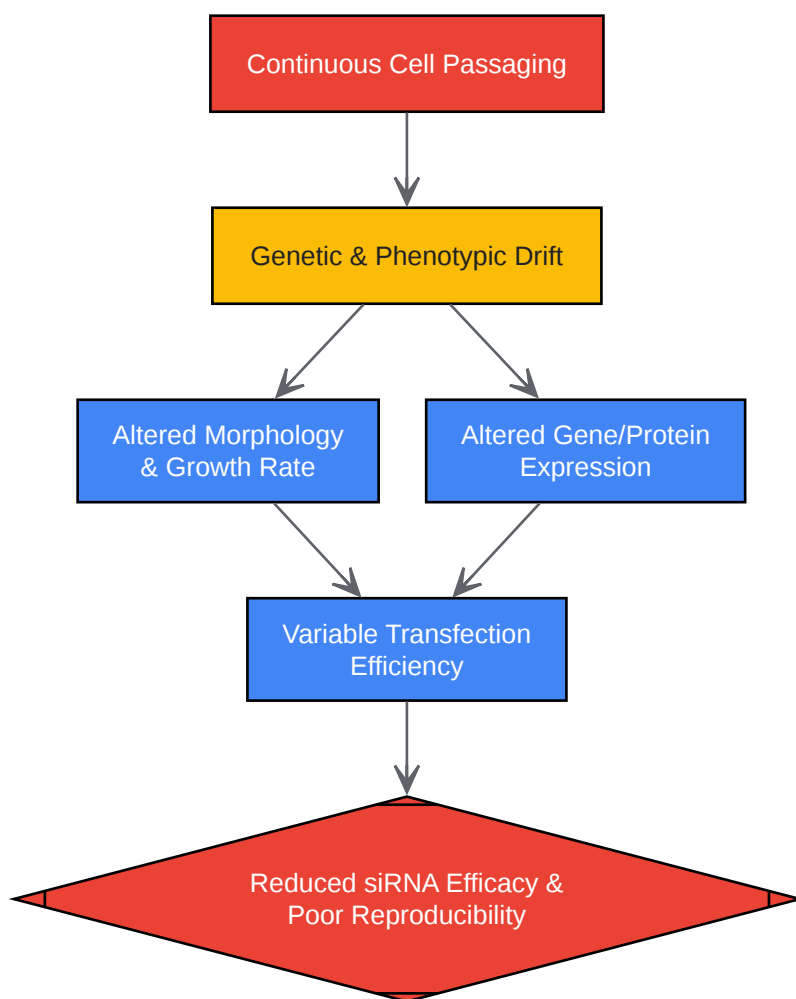 Continuous Cell Passaging
Genetic & Phenotypic Drift
Altered Morphology
& Growth Rate
Altered Gene/Protein
Expression
Variable Transfection
Efficiency
Reduced siRNA Efficacy &
Poor Reproducibility